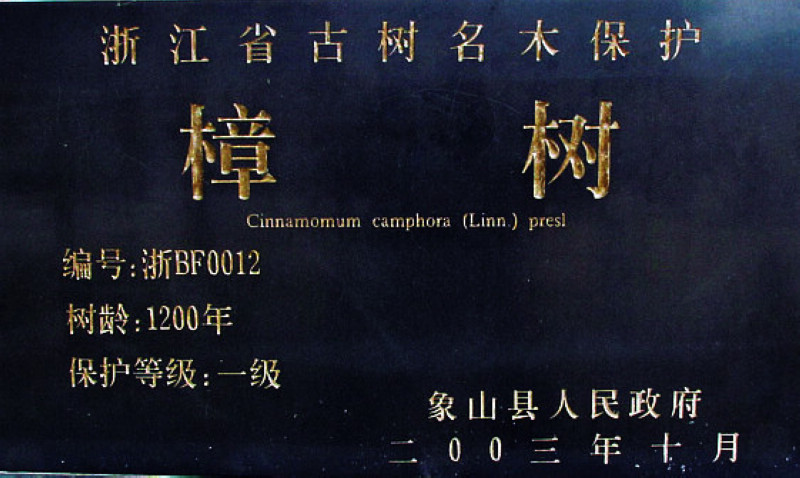 浙江省古树名木保护
樟树
Cinnamomum camphora (Linn.) presl
编号:浙BF0012
树龄:1200年
保护等级:一级
象山县人民政府
二00三年十月